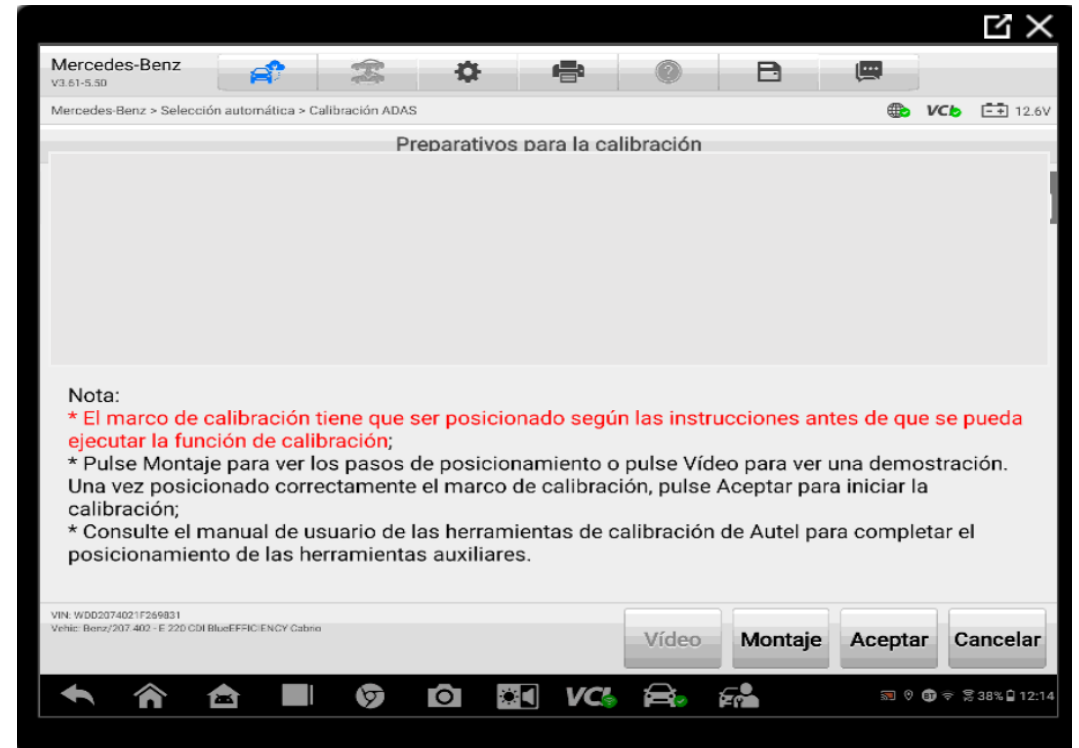 Mercedes-Benz
V3.61-5.50
Mercedes-Benz > Selección automática > Calibración ADAS
VCI
12.6V
Preparativos para la calibración
Nota:
* El marco de calibración tiene que ser posicionado según las instrucciones antes de que se pueda
ejecutar la función de calibración;
* Pulse Montaje para ver los pasos de posicionamiento o pulse Vídeo para ver una demostración.
Una vez posicionado correctamente el marco de calibración, pulse Aceptar para iniciar la
calibración;
* Consulte el manual de usuario de las herramientas de calibración de Autel para completar el
posicionamiento de las herramientas auxiliares.
VIN: WDD2074021F269831
Vehic: Benz/207.402 - E 220 CDI BlueEFFICIENCY Cabrio
Vídeo
Montaje
Aceptar
Cancelar
VCI
38%
12:14